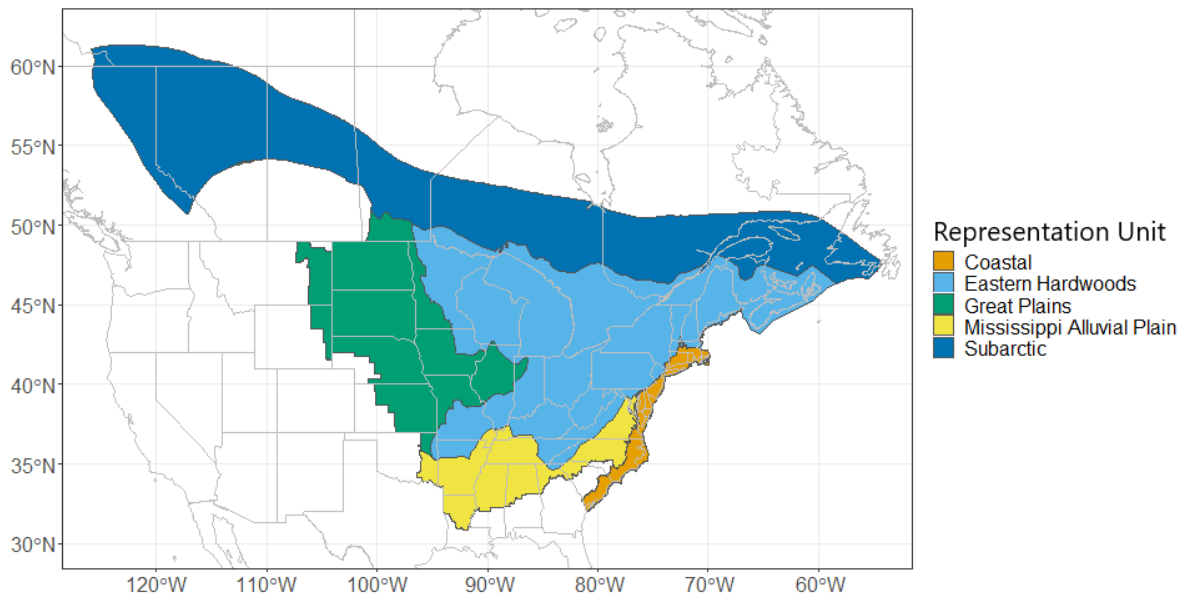 60°N
55°N
50°N
45°N
40°N
35°N
30°N
120°W 110°W 100°W 90°W 80°W 70°W 60°W
Representation Unit
Coastal
Eastern Hardwoods
Great Plains
Mississippi Alluvial Plain
Subarctic